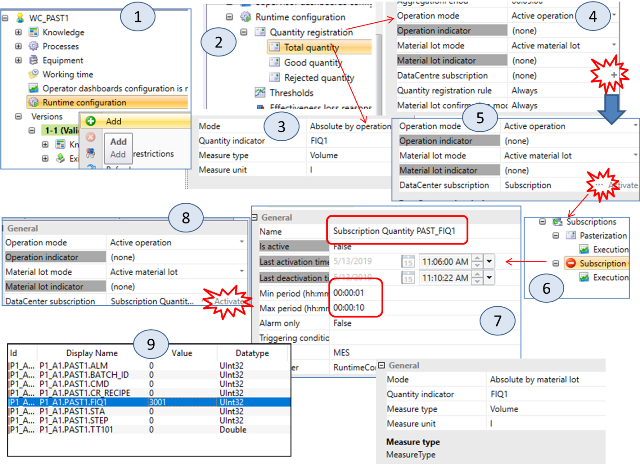 1
WC_PAST1
Knowledge
Processes
Equipment
Working time
Operator dashboards configuration is n
Runtime configuration
Versions
1-1 (Vali
Kn
Ex
Add
Add
Add
restrictions
2
Runtime configuration
Quantity registration
Total quantity
Good quantity
Rejected quantity
Thresholds
Effectiveness loss reason
3
Mode Absolute by operation
Quantity indicator FIQ1
Measure type Volume
Measure unit l
4
Operation mode Active operation
Operation indicator (none)
Material lot mode Active material lot
Material lot indicator (none)
DataCentre subscription (none) +
Quantity registration rule Always
Material lot confirmation mod Always
5
Operation mode Active operation
Operation indicator (none)
Material lot mode Active material lot
Material lot indicator (none)
DataCenter subscription Subscription ... Activate
6
Subscriptions
Pasterization
Execution
Subscription
Execution
7
General
Name Subscription Quantity PAST_FIQ1
Is active False
Last activation time 5/13/2019 15 11:06:00 AM
Last deactivation time 5/13/2019 15 11:10:22 AM
Min period (hh:mm 00:00:01
Max period (hh:mm 00:00:10
Alarm only False
Triggering conditio
MES
er RuntimeCo
8
General
Operation mode Active operation
Operation indicator (none)
Material lot mode Active material lot
Material lot indicator (none)
DataCenter subscription Subscription Quantit... Activate
9
Id Display Name Value Datatype
P1_A... P1_A1.PAST1.ALM 0 UInt32
P1_A... P1_A1.PAST1.BATCH_ID 0 UInt32
P1_A... P1_A1.PAST1.CMD 0 UInt32
P1_A... P1_A1.PAST1.CR_RECIPE 0 UInt32
P1_A... P1_A1.PAST1.FIQ1 3001 UInt32
P1_A... P1_A1.PAST1.STA 0 UInt32
P1_A... P1_A1.PAST1.STEP 0 UInt32
P1_A... P1_A1.PAST1.TT101 0 Double
General
Mode Absolute by material lot
Quantity indicator FIQ1
Measure type Volume
Measure unit l
Measure type
MeasureType